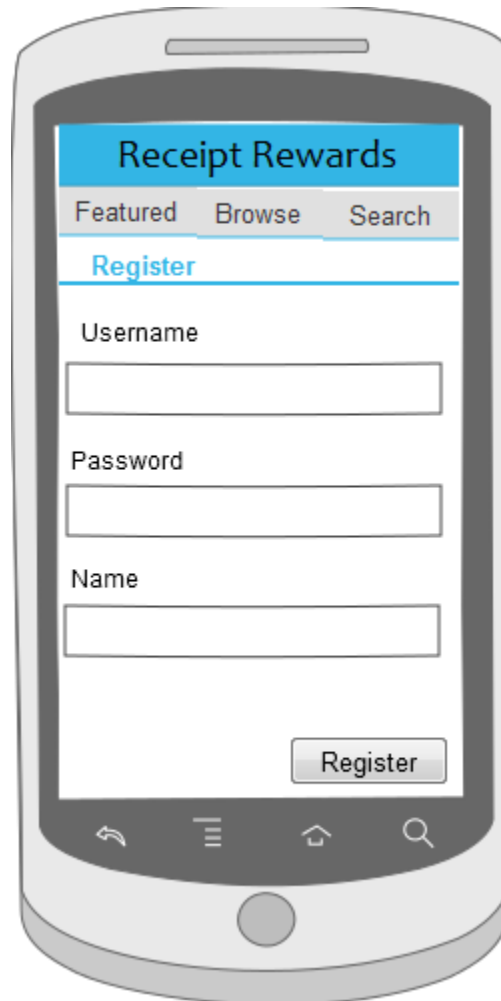 Receipt Rewards
Featured Browse Search
Register
Username
Password
Name
Register